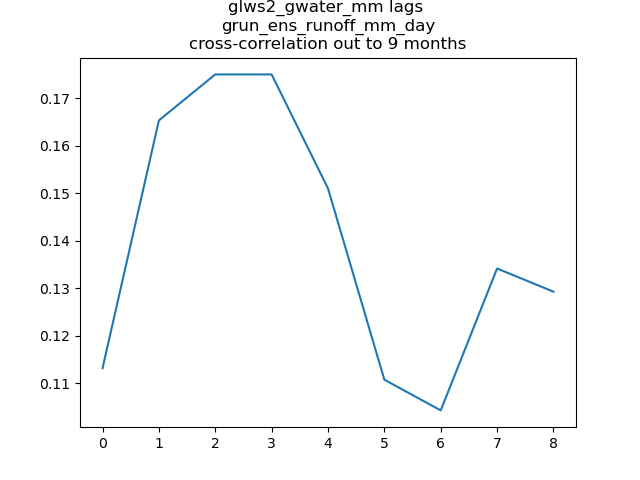 glws2_gwater_mm lags
grun_ens_runoff_mm_day
cross-correlation out to 9 months
0.17
0.16
0.15
0.14
0.13
0.12
0.11
0 1 2 3 4 5 6 7 8